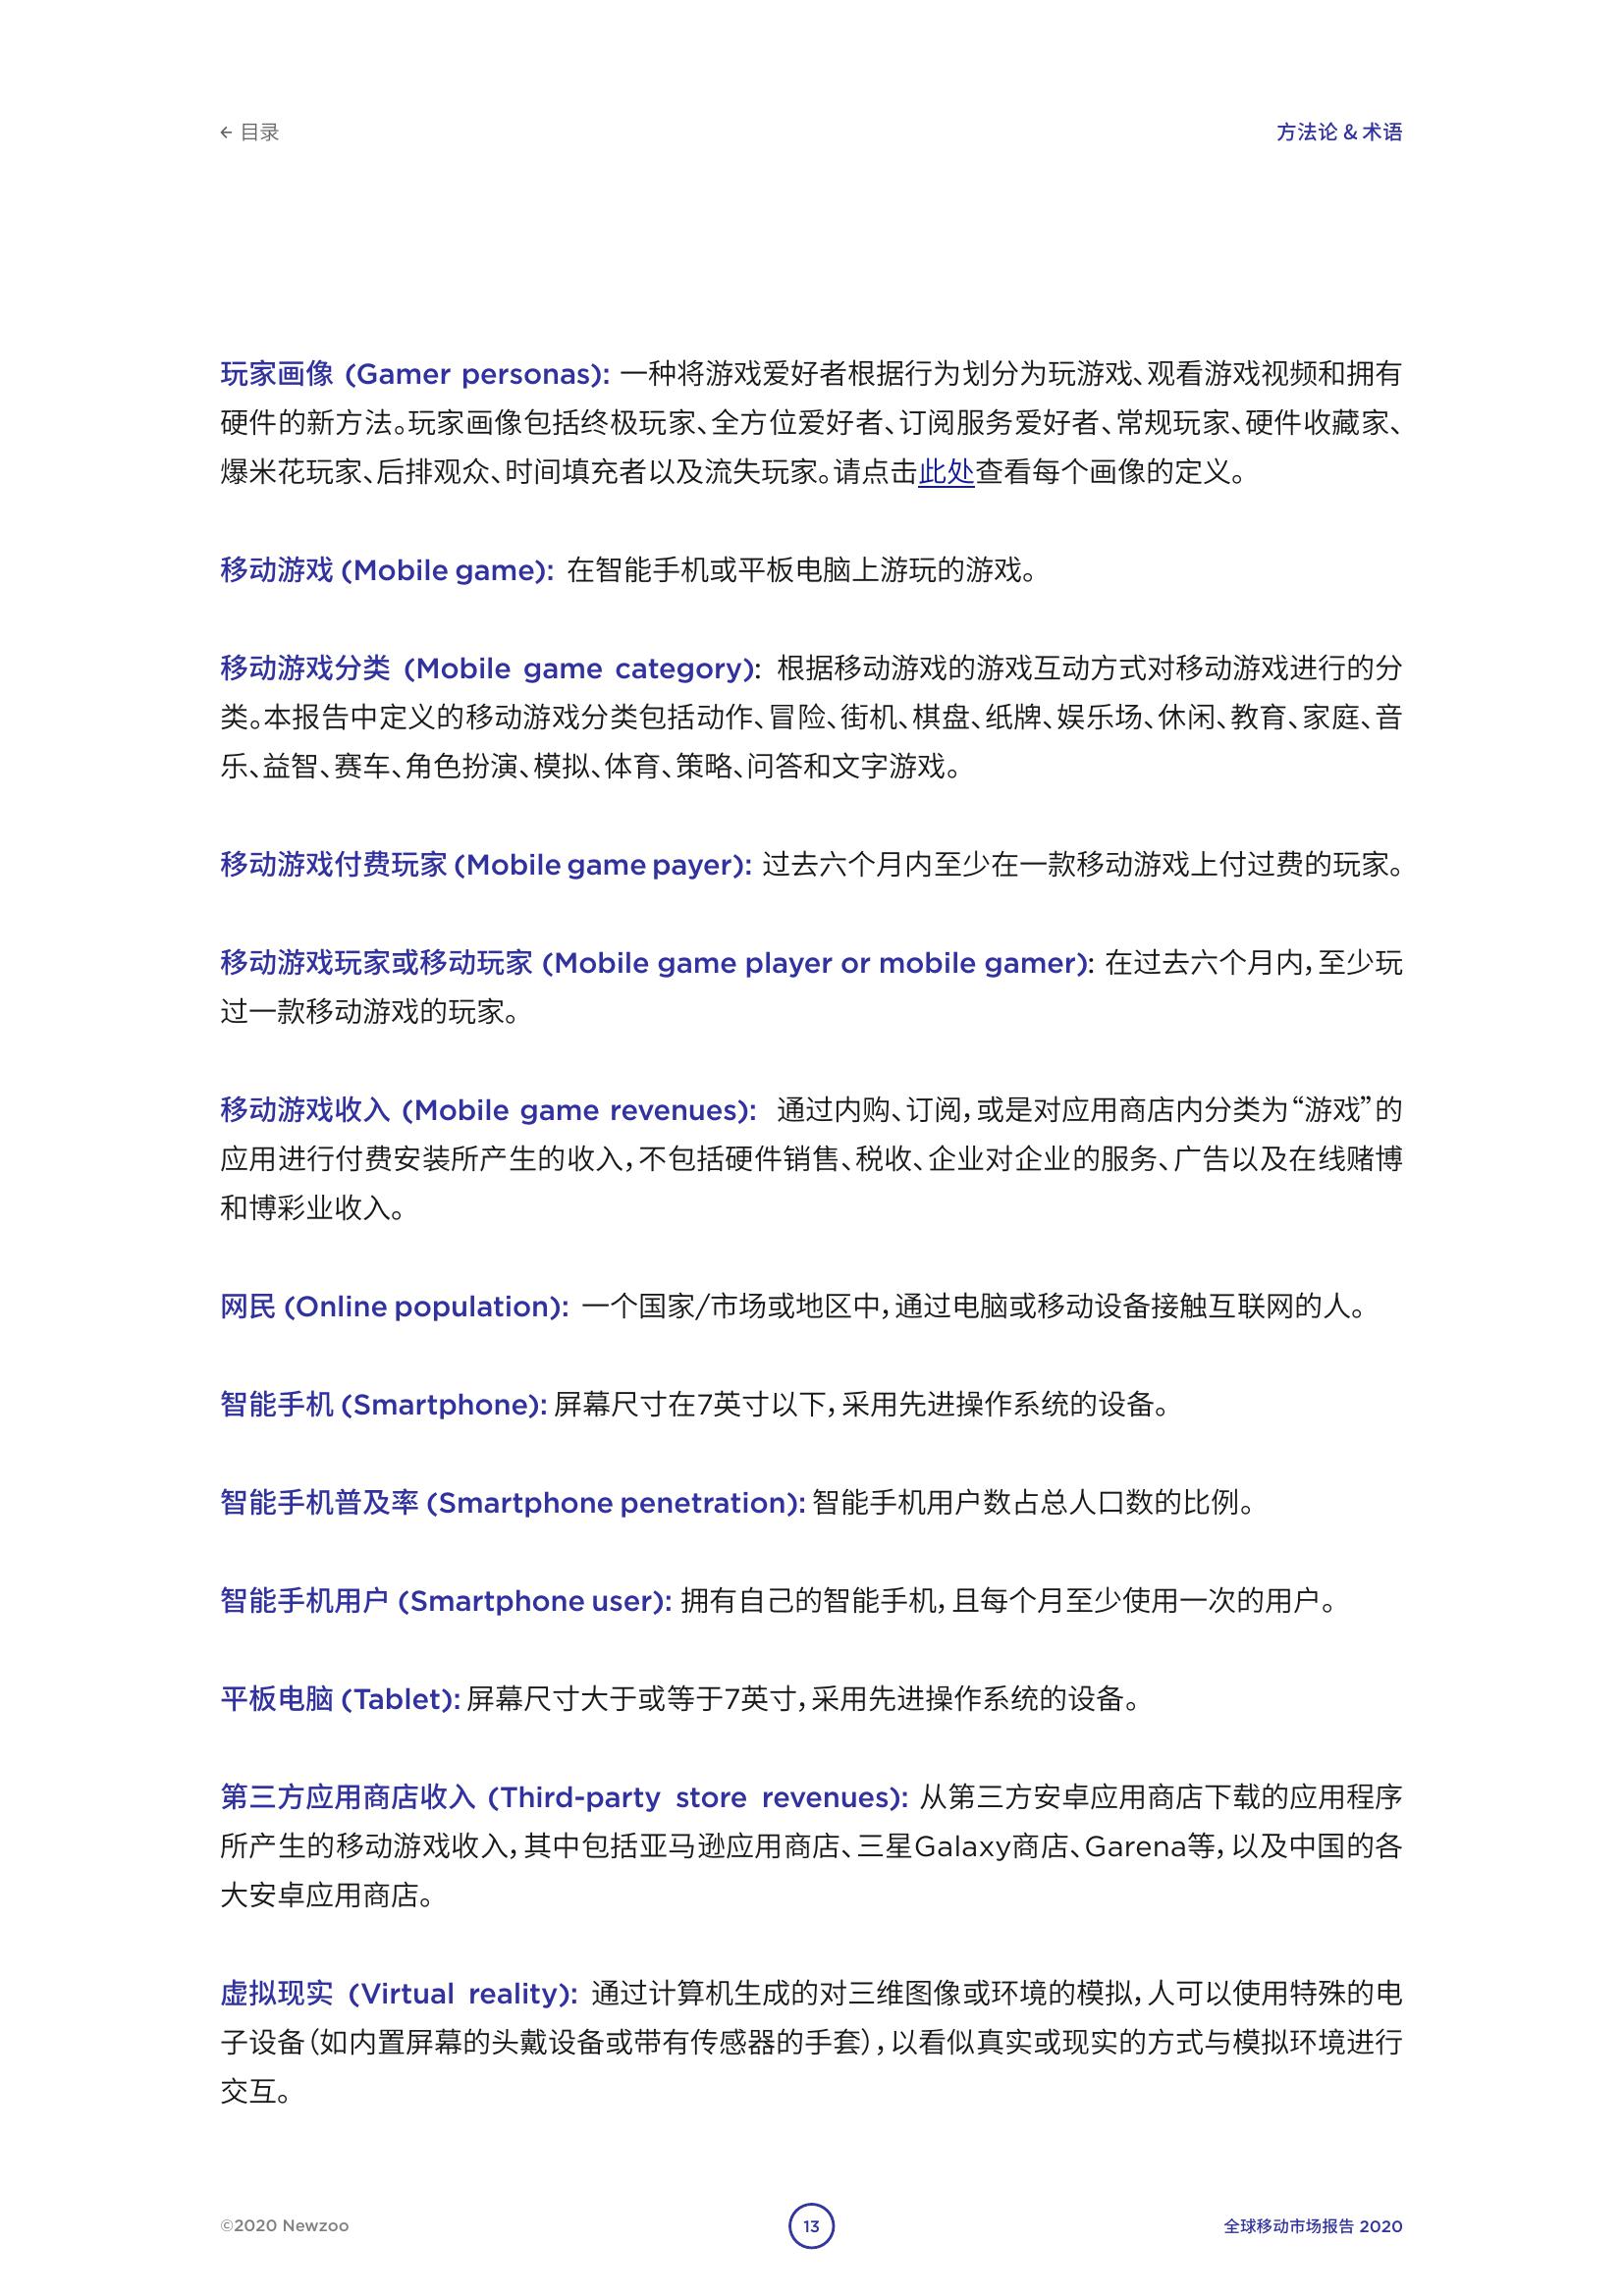 ← 目录
方法论 & 术语
玩家画像 (Gamer personas): 一种将游戏爱好者根据行为划分为玩游戏、观看游戏视频和拥有
硬件的新方法。玩家画像包括终极玩家、全方位爱好者、订阅服务爱好者、常规玩家、硬件收藏家、
爆米花玩家、后排观众、时间填充者以及流失玩家。请点击此处查看每个画像的定义。
移动游戏 (Mobile game): 在智能手机或平板电脑上游玩的游戏。
移动游戏分类 (Mobile game category): 根据移动游戏的游戏互动方式对移动游戏进行的分
类。本报告中定义的移动游戏分类包括动作、冒险、街机、棋盘、纸牌、娱乐场、休闲、教育、家庭、音
乐、益智、赛车、角色扮演、模拟、体育、策略、问答和文字游戏。
移动游戏付费玩家 (Mobile game payer): 过去六个月内至少在一款移动游戏上付过费的玩家。
移动游戏玩家或移动玩家 (Mobile game player or mobile gamer): 在过去六个月内，至少玩
过一款移动游戏的玩家。
移动游戏收入 (Mobile game revenues): 通过内购、订阅，或是对应用商店内分类为“游戏”的
应用进行付费安装所产生的收入，不包括硬件销售、税收、企业对企业的服务、广告以及在线赌博
和博彩业收入。
网民 (Online population): 一个国家/市场或地区中，通过电脑或移动设备接触互联网的人。
智能手机 (Smartphone): 屏幕尺寸在7英寸以下，采用先进操作系统的设备。
智能手机普及率 (Smartphone penetration): 智能手机用户数占总人口数的比例。
智能手机用户 (Smartphone user): 拥有自己的智能手机，且每个月至少使用一次的用户。
平板电脑 (Tablet): 屏幕尺寸大于或等于7英寸，采用先进操作系统的设备。
第三方应用商店收入 (Third-party store revenues): 从第三方安卓应用商店下载的应用程序
所产生的移动游戏收入，其中包括亚马逊应用商店、三星Galaxy商店、Garena等，以及中国的各
大安卓应用商店。
虚拟现实 (Virtual reality): 通过计算机生成的对三维图像或环境的模拟，人可以使用特殊的电
子设备（如内置屏幕的头戴设备或带有传感器的手套），以看似真实或现实的方式与模拟环境进行
交互。
©2020 Newzoo
13
全球移动市场报告 2020